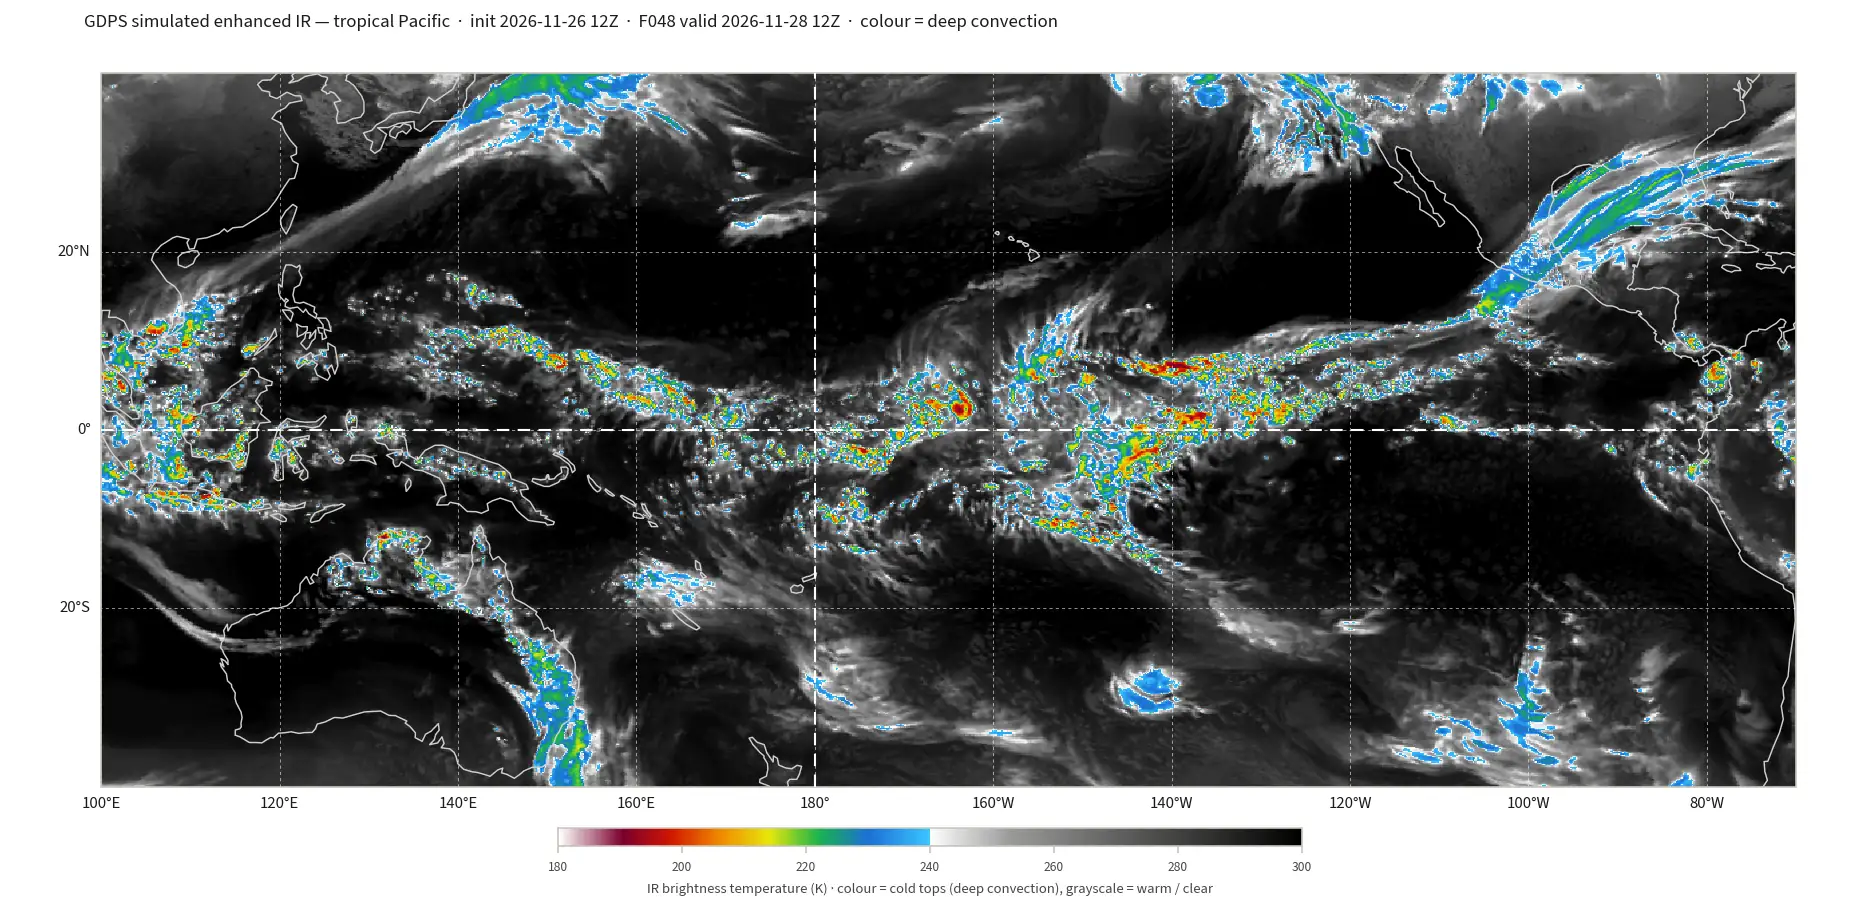 GDPS simulated enhanced IR — tropical Pacific · init 2026-11-26 12Z · F048 valid 2026-11-28 12Z · colour = deep convection
20°N
0°
20°S
100°E 120°E 140°E 160°E 180° 160°W 140°W 120°W 100°W 80°W
180 200 220 240 260 280 300
IR brightness temperature (K) · colour = cold tops (deep convection), grayscale = warm / clear